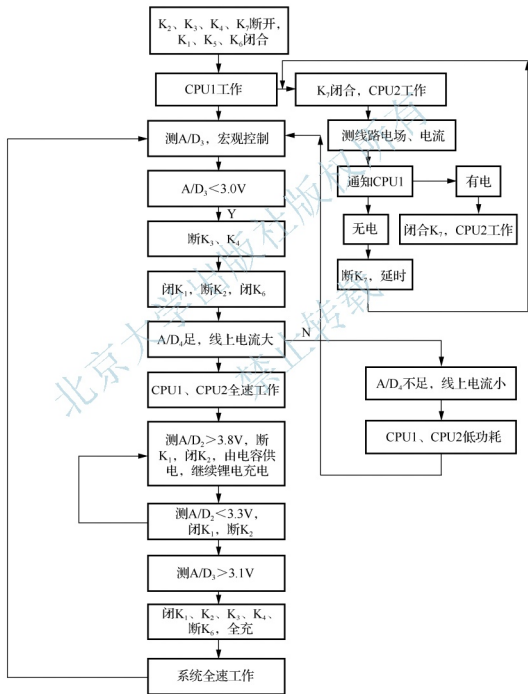 K₂、K₃、K₄、K₇断开,
K₁、K₅、K₆闭合
CPU1工作
K₇闭合，CPU2工作
测A/D₃，宏观控制
测线路电场、电流
A/D₃<3.0V
通知CPU1
有电
Y
断K₃、K₄
无电
闭合K₇，CPU2工作
闭K₁，断K₂，闭K₆
断K₇，延时
A/D₄足，线上电流大
N
A/D₄不足，线上电流小
CPU1、CPU2全速工作
CPU1、CPU2低功耗
测A/D₂>3.8V，断
K₁，闭K₂，由电容供
电，继续锂电充电
测A/D₂<3.3V，
闭K₁，断K₂
测A/D₃>3.1V
闭K₁、K₂、K₃、K₄、
断K₆，全充
系统全速工作
北京大学出版社版权所有
禁止转载